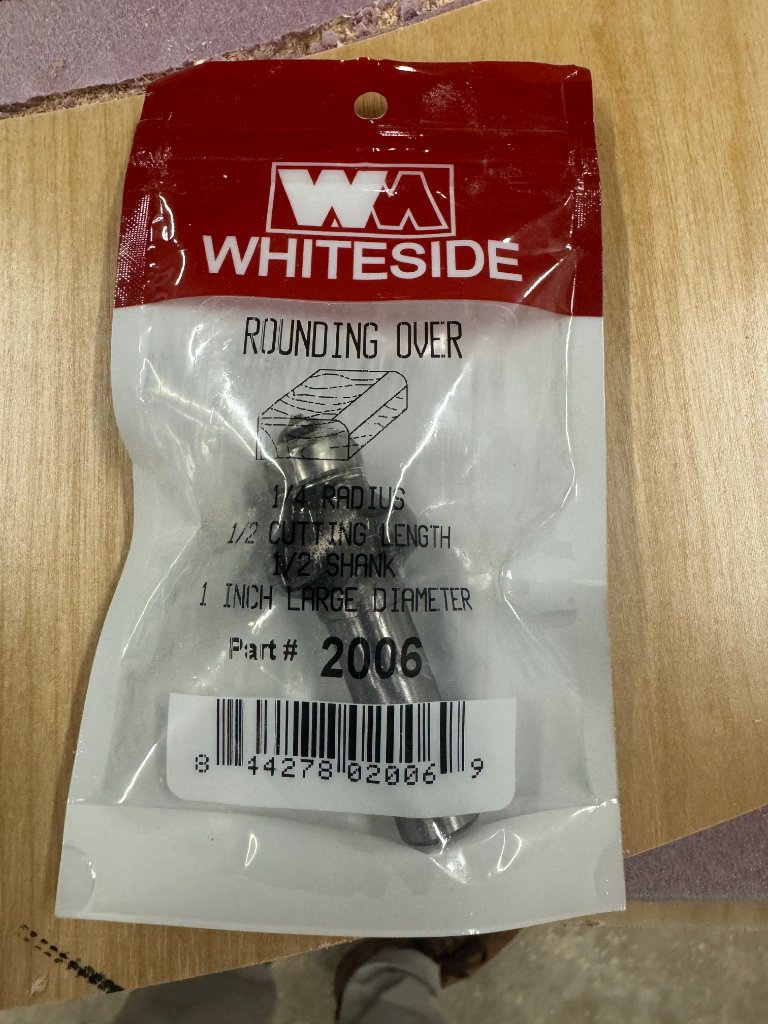 WHITESIDE
ROUNDING OVER
1/4 RADIUS
1/2 CUTTING LENGTH
1/2 SHANK
1 INCH LARGE DIAMETER
Part # 2006
8 44278 02006 9